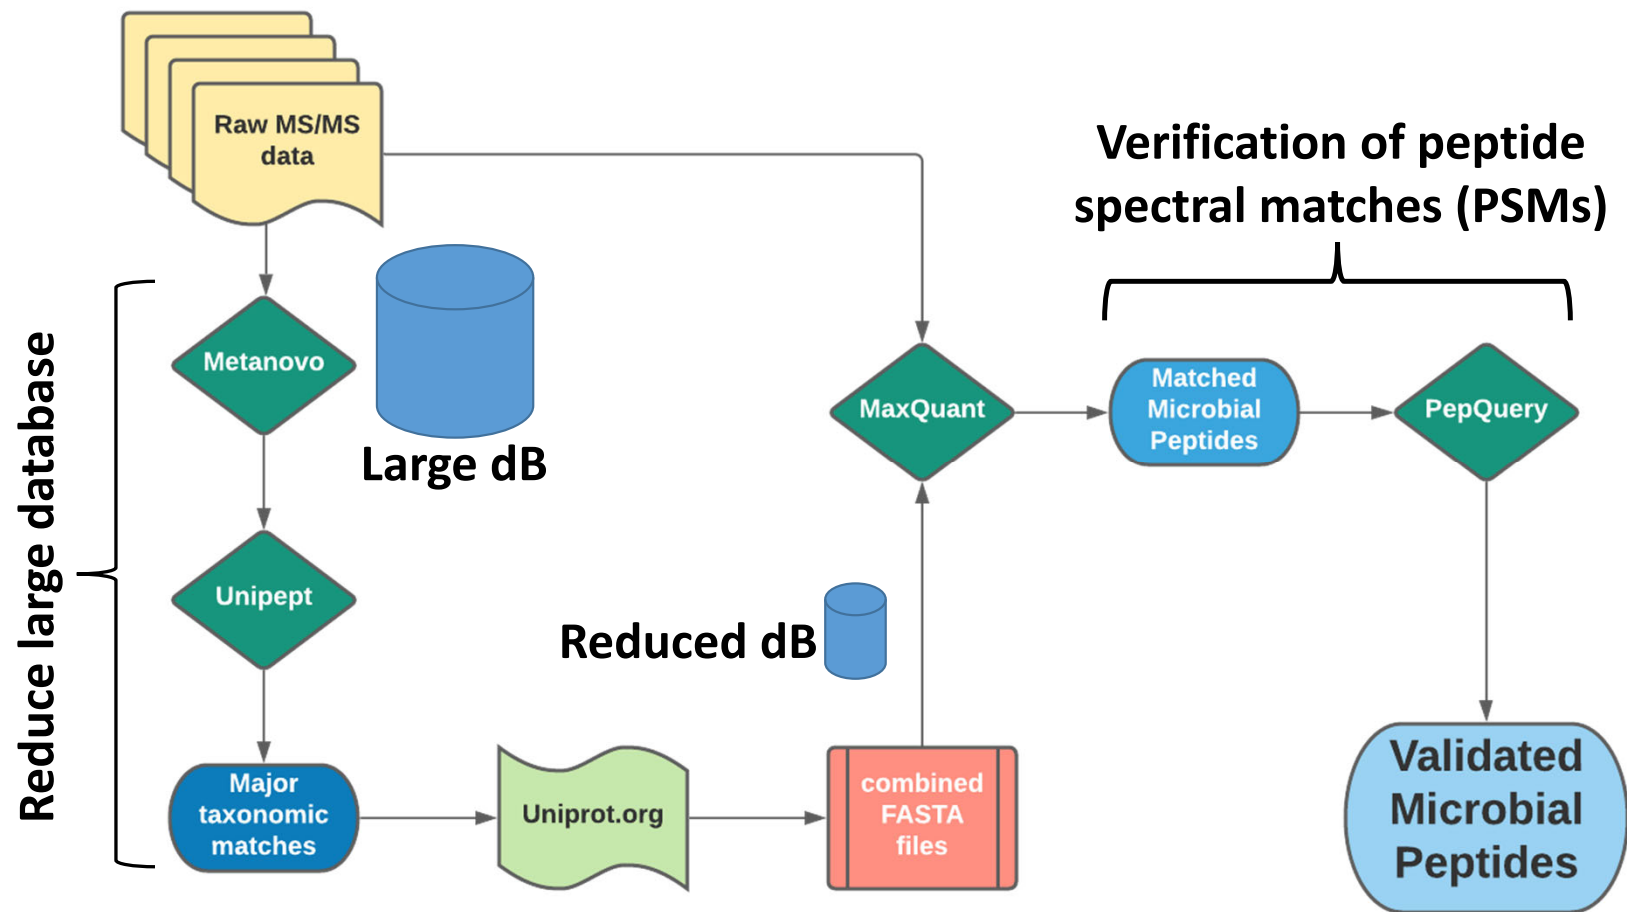 Raw MS/MS
data
Verification of peptide
spectral matches (PSMs)
Reduce large database
Metanovo
Large dB
MaxQuant
Matched
Microbial
Peptides
PepQuery
Unipept
Reduced dB
Major
taxonomic
matches
Uniprot.org
combined
FASTA
files
Validated
Microbial
Peptides